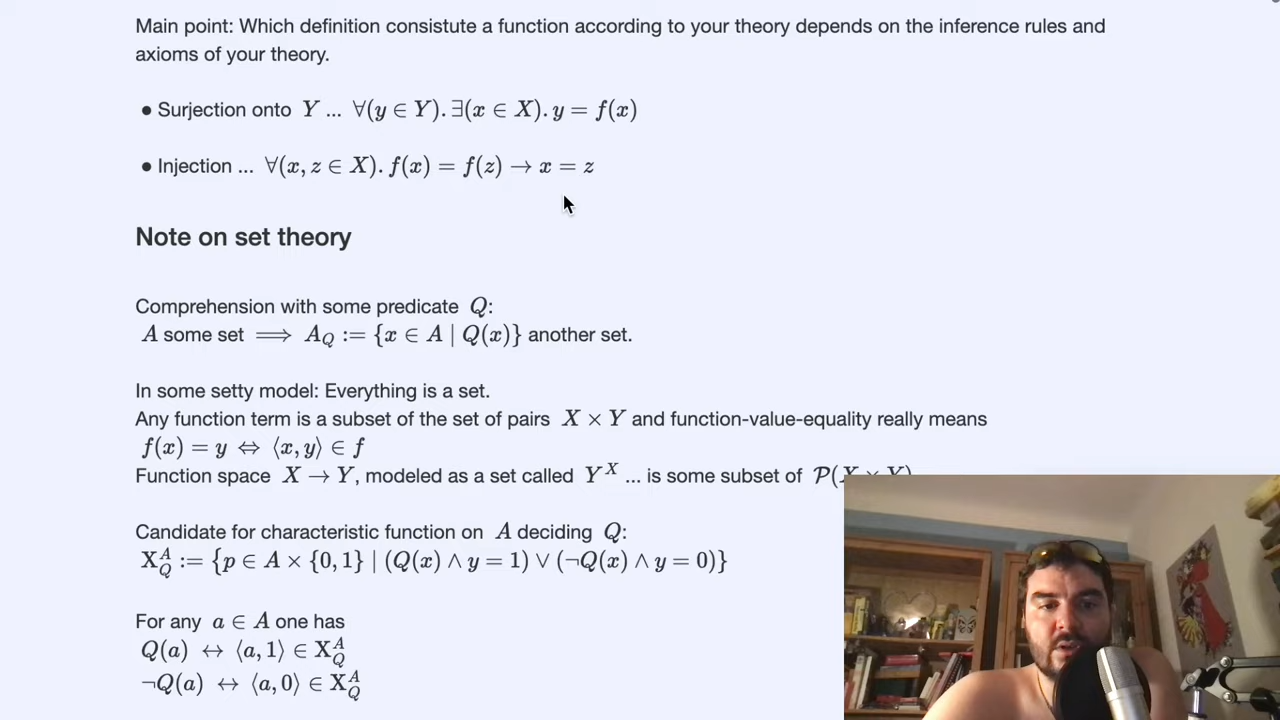 Main point: Which definition consistute a function according to your theory depends on the inference rules and
axioms of your theory.
● Surjection onto Y ... ∀(y ∈ Y). ∃(x ∈ X). y = f(x)
● Injection ... ∀(x, z ∈ X). f(x) = f(z) → x = z
Note on set theory
Comprehension with some predicate Q:
A some set ⟹ A_Q := {x ∈ A | Q(x)} another set.
In some setty model: Everything is a set.
Any function term is a subset of the set of pairs X × Y and function-value-equality really means
f(x) = y ⇔ ⟨x, y⟩ ∈ f
Function space X → Y, modeled as a set called Y^X ... is some subset of 𝒫(X × Y)
Candidate for characteristic function on A deciding Q:
X_Q^A := {p ∈ A × {0, 1} | (Q(x) ∧ y = 1) ∨ (¬Q(x) ∧ y = 0)}
For any a ∈ A one has
Q(a) ↔ ⟨a, 1⟩ ∈ X_Q^A
¬Q(a) ↔ ⟨a, 0⟩ ∈ X_Q^A